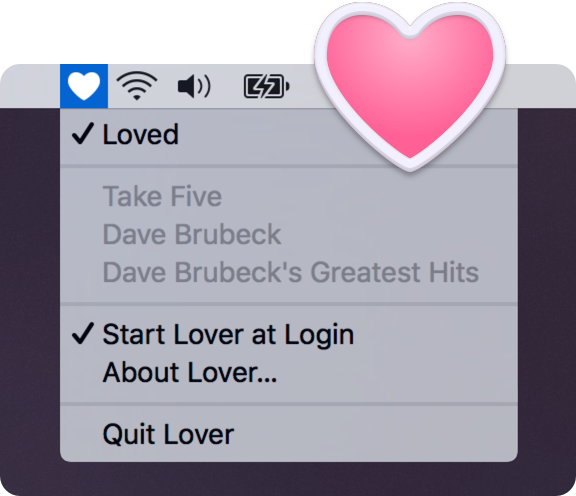 Loved
Take Five
Dave Brubeck
Dave Brubeck's Greatest Hits
Start Lover at Login
About Lover...
Quit Lover